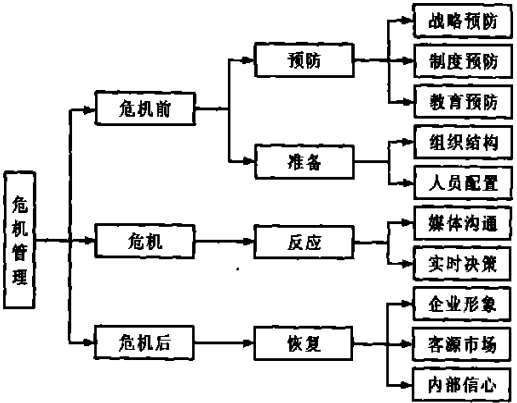 危机管理
危机前
预防
战略预防
制度预防
教育预防
准备
组织结构
人员配置
危机
反应
媒体沟通
实时决策
危机后
恢复
企业形象
客源市场
内部信心